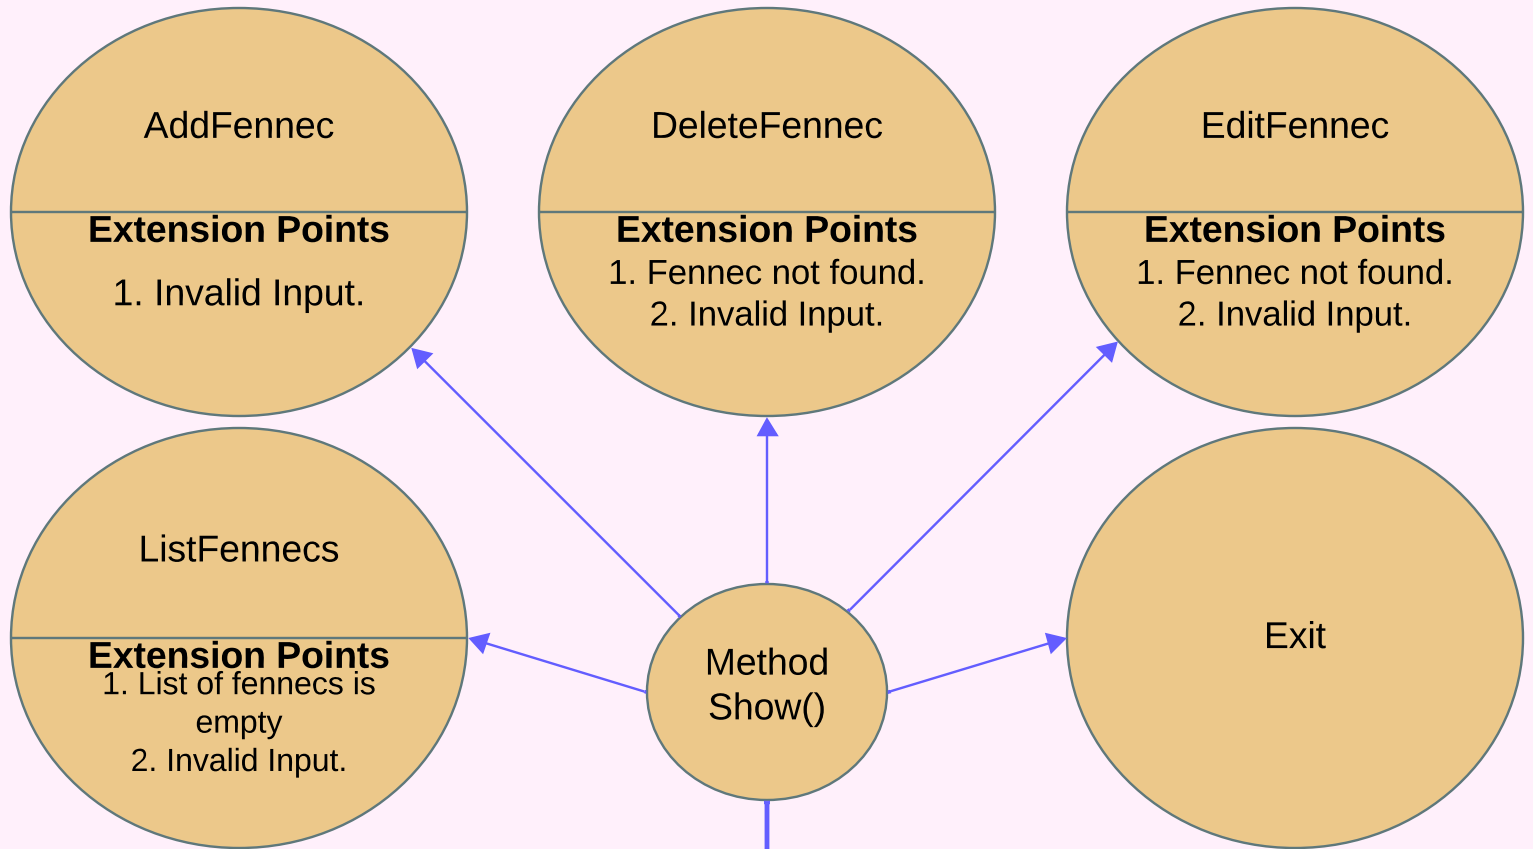 AddFennec
Extension Points
1. Invalid Input.
DeleteFennec
Extension Points
1. Fennec not found.
2. Invalid Input.
EditFennec
Extension Points
1. Fennec not found.
2. Invalid Input.
ListFennecs
Extension Points
1. List of fennecs is
empty
2. Invalid Input.
Method
Show()
Exit